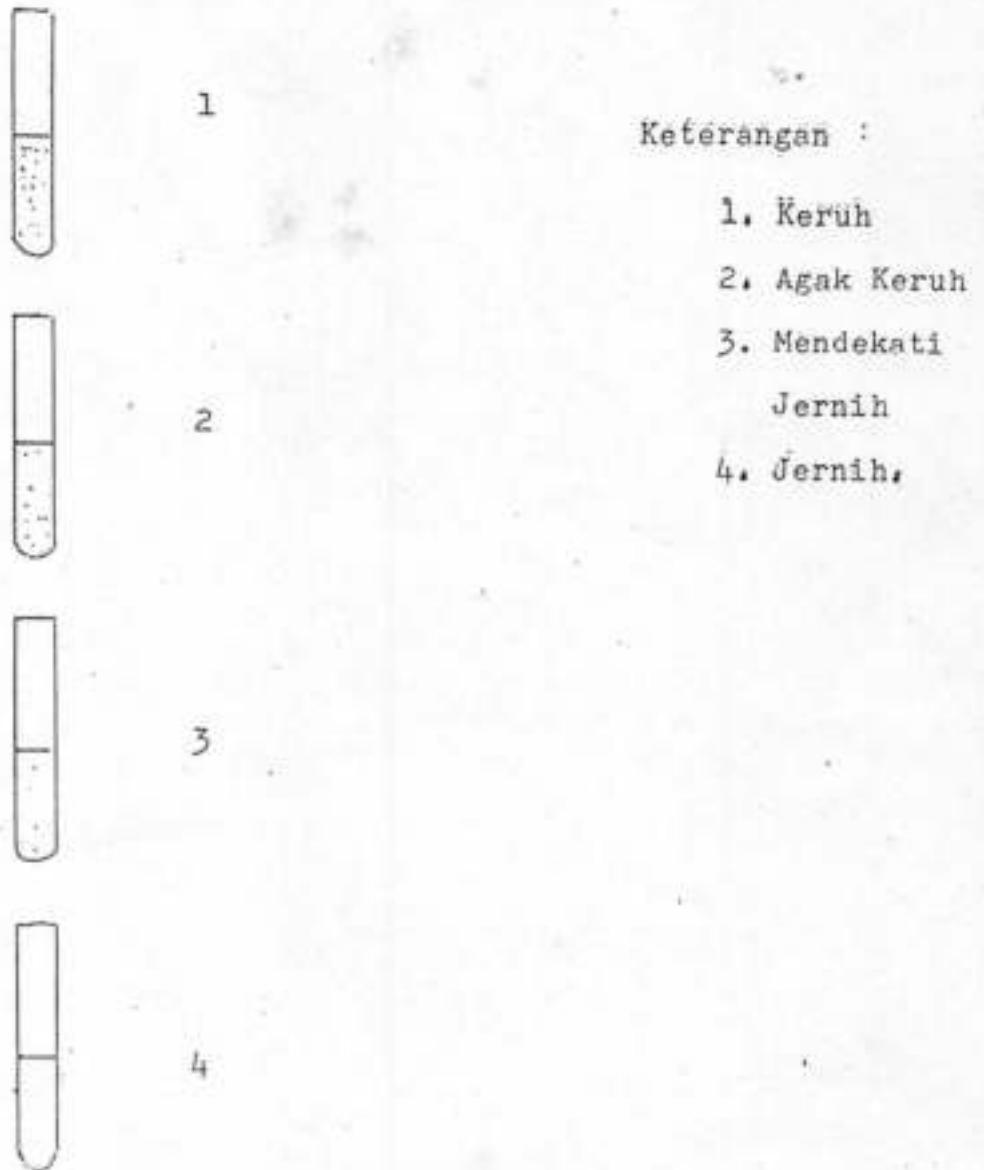 1
Keterangan :
1. Keruh
2. Agak Keruh
2
3. Mendekati
Jernih
4. Jernih.
3
4